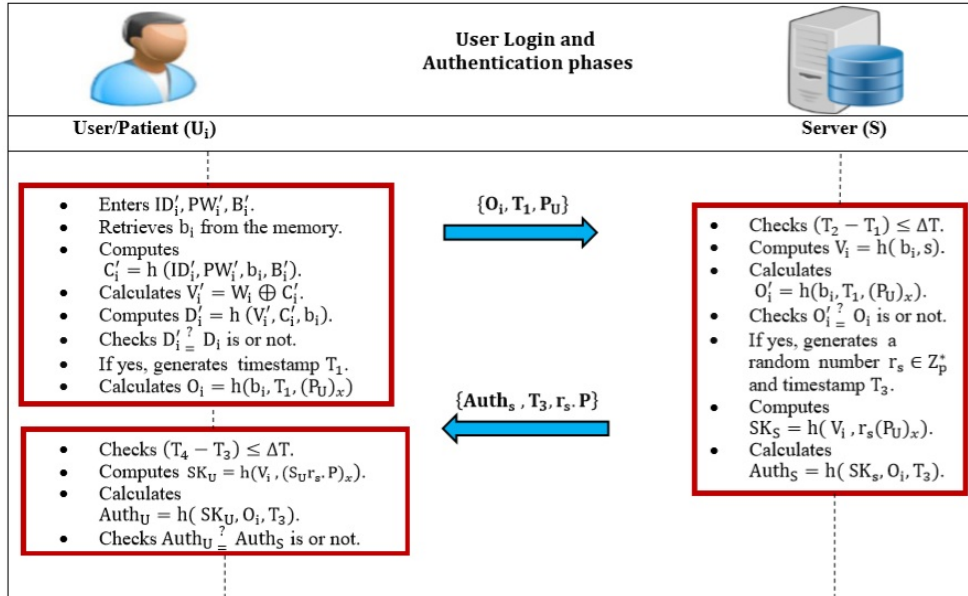 User Login and
Authentication phases
User/Patient (Uᵢ)
Server (S)
• Enters ID′ᵢ, PW′ᵢ, B′ᵢ.
• Retrieves bᵢ from the memory.
• Computes
C′ᵢ = h (ID′ᵢ, PW′ᵢ, bᵢ, B′ᵢ).
• Calculates V′ᵢ = Wᵢ ⊕ C′ᵢ.
• Computes D′ᵢ = h (V′ᵢ, C′ᵢ, bᵢ).
• Checks D′ᵢ ≟ Dᵢ is or not.
• If yes, generates timestamp T₁.
• Calculates Oᵢ = h(bᵢ, T₁, (P_U)ₓ)
{Oᵢ, T₁, P_U}
• Checks (T₂ − T₁) ≤ ΔT.
• Computes Vᵢ = h( bᵢ, s).
• Calculates
O′ᵢ = h(bᵢ, T₁, (P_U)ₓ).
• Checks O′ᵢ ≟ Oᵢ is or not.
• If yes, generates a
random number rₛ ∈ Z*ₚ
and timestamp T₃.
• Computes
SK_S = h( Vᵢ , rₛ(P_U)ₓ).
• Calculates
Auth_S = h( SKₛ, Oᵢ, T₃).
{Authₛ , T₃, rₛ. P}
• Checks (T₄ − T₃) ≤ ΔT.
• Computes SK_U = h(Vᵢ , (S_U rₛ. P)ₓ).
• Calculates
Auth_U = h( SK_U, Oᵢ, T₃).
• Checks Auth_U ≟ Auth_S is or not.